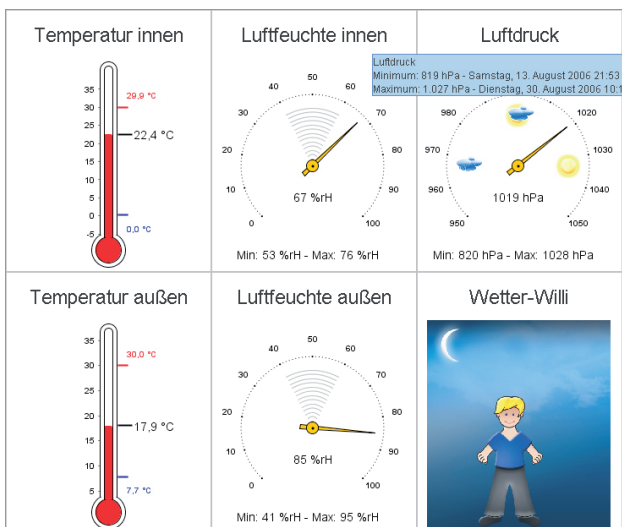 Temperatur innen
35
30
25
20
15
10
5
0
-5
29,9 °C
22,4 °C
0,0 °C
Luftfeuchte innen
0
10
20
30
40
50
60
70
80
90
100
67 %rH
Min: 53 %rH - Max: 76 %rH
Luftdruck
Luftdruck
Minimum: 819 hPa - Samstag, 13. August 2006 21:53
Maximum: 1.027 hPa - Dienstag, 30. August 2006 10:1
950
960
970
980
1020
1030
1040
1050
1019 hPa
Min: 820 hPa - Max: 1028 hPa
Temperatur außen
35
30
25
20
15
10
5
30,0 °C
17,9 °C
7,7 °C
Luftfeuchte außen
0
10
20
30
40
50
60
70
80
90
100
85 %rH
Min: 41 %rH - Max: 95 %rH
Wetter-Willi